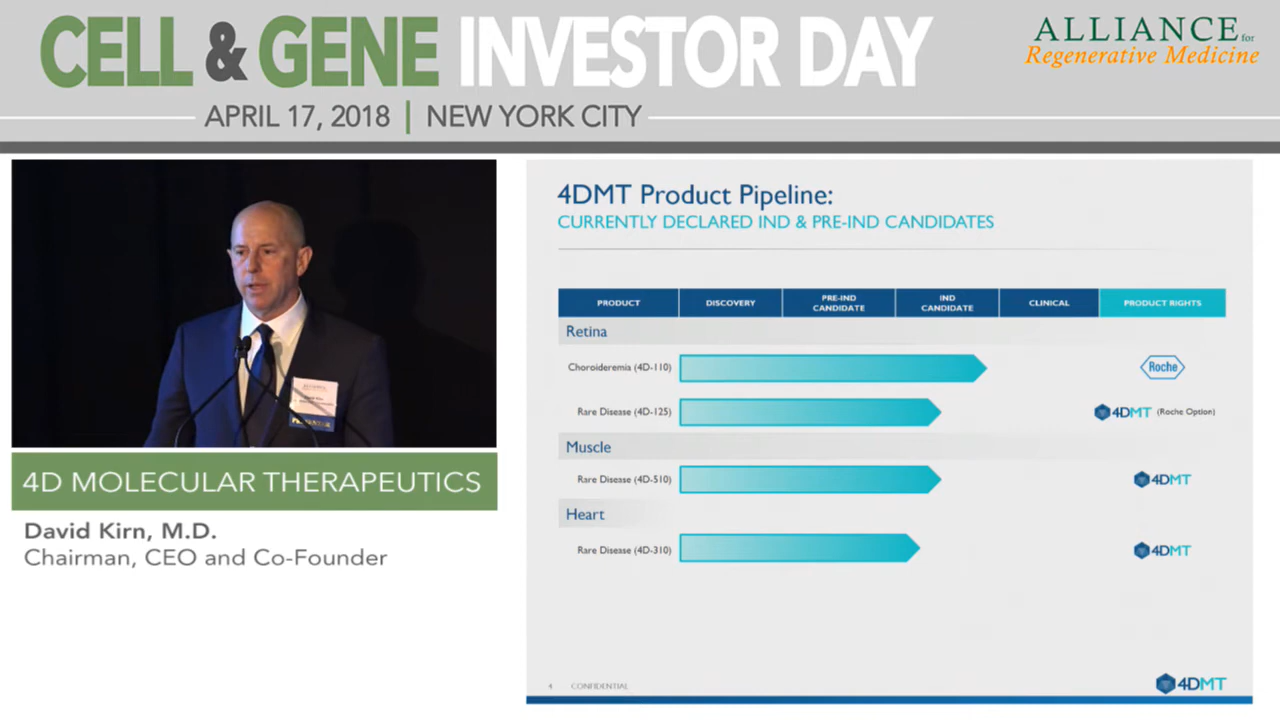 CELL & GENE INVESTOR DAY
APRIL 17, 2018 | NEW YORK CITY
ALLIANCE for
Regenerative Medicine
4D MOLECULAR THERAPEUTICS
David Kirn, M.D.
Chairman, CEO and Co-Founder
4DMT Product Pipeline:
CURRENTLY DECLARED IND & PRE-IND CANDIDATES
PRODUCT DISCOVERY PRE-IND CANDIDATE IND CANDIDATE CLINICAL PRODUCT RIGHTS
Retina
Choroideremia (4D-110) Roche
Rare Disease (4D-125) 4DMT (Roche Option)
Muscle
Rare Disease (4D-510) 4DMT
Heart
Rare Disease (4D-310) 4DMT
4 CONFIDENTIAL
4DMT